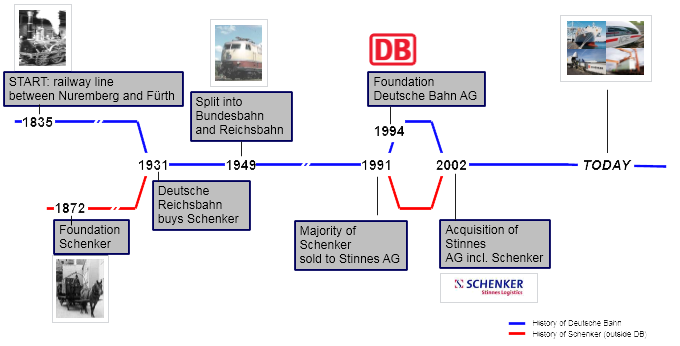 DB
START: railway line
between Nuremberg and Fürth
Foundation
Deutsche Bahn AG
Split into
Bundesbahn
and Reichsbahn
1835
1994
1931
1949
1991
2002
TODAY
Deutsche
Reichsbahn
buys Schenker
1872
Foundation
Schenker
Majority of
Schenker
sold to Stinnes AG
Acquisition of
Stinnes
AG incl. Schenker
SCHENKER
Stinnes Logistics
History of Deutsche Bahn
History of Schenker (outside DB)